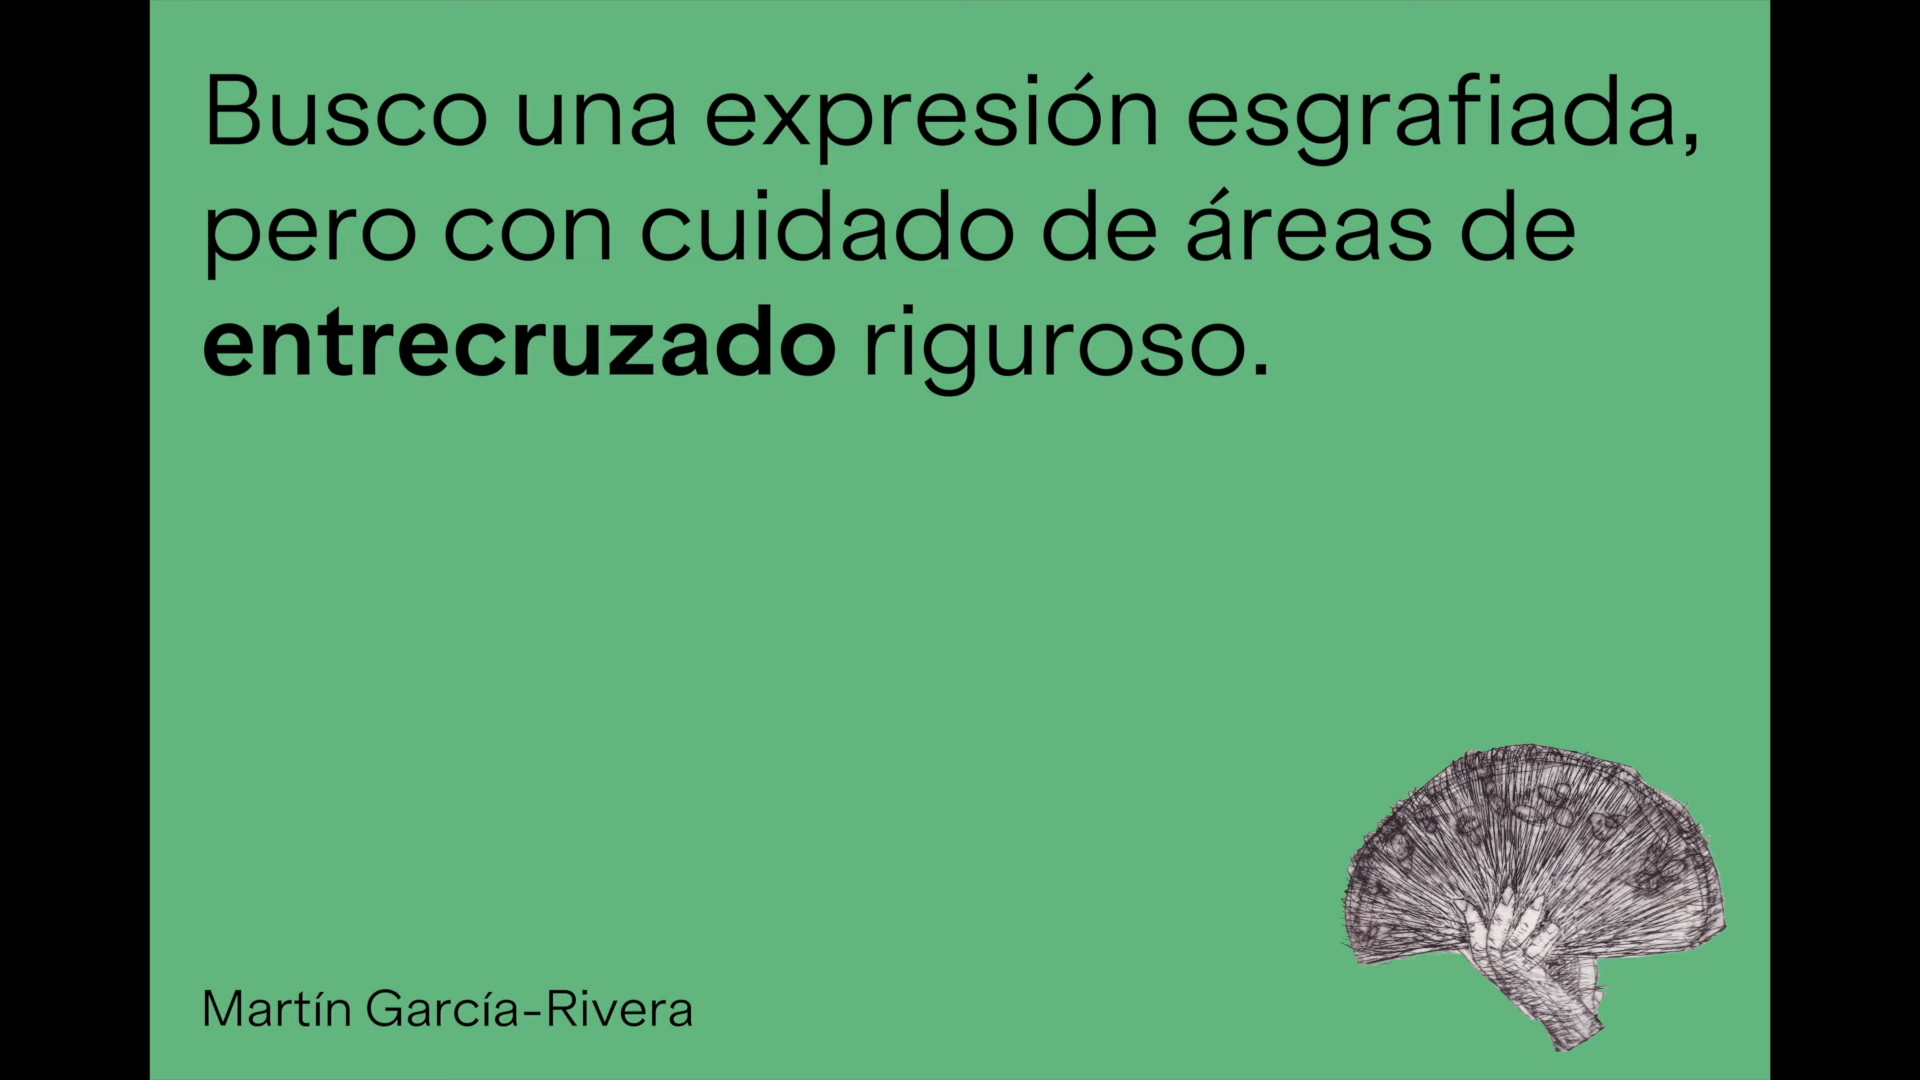 Busco una expresión esgrafiada,
pero con cuidado de áreas de
entrecruzado riguroso.
Martín García-Rivera